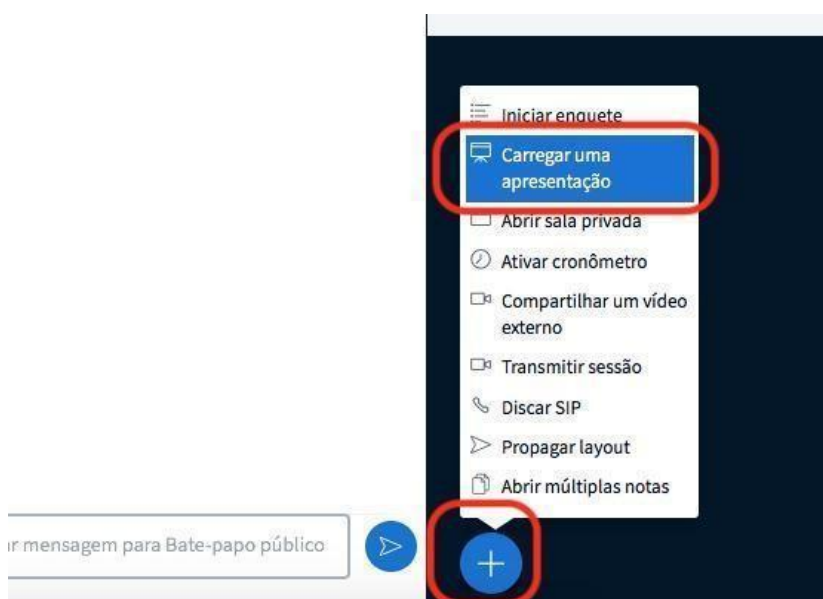 Iniciar enquete
Carregar uma
apresentação
Abrir sala privada
Ativar cronômetro
Compartilhar um vídeo
externo
Transmitir sessão
Discar SIP
Propagar layout
Abrir múltiplas notas
mensagem para Bate-papo público